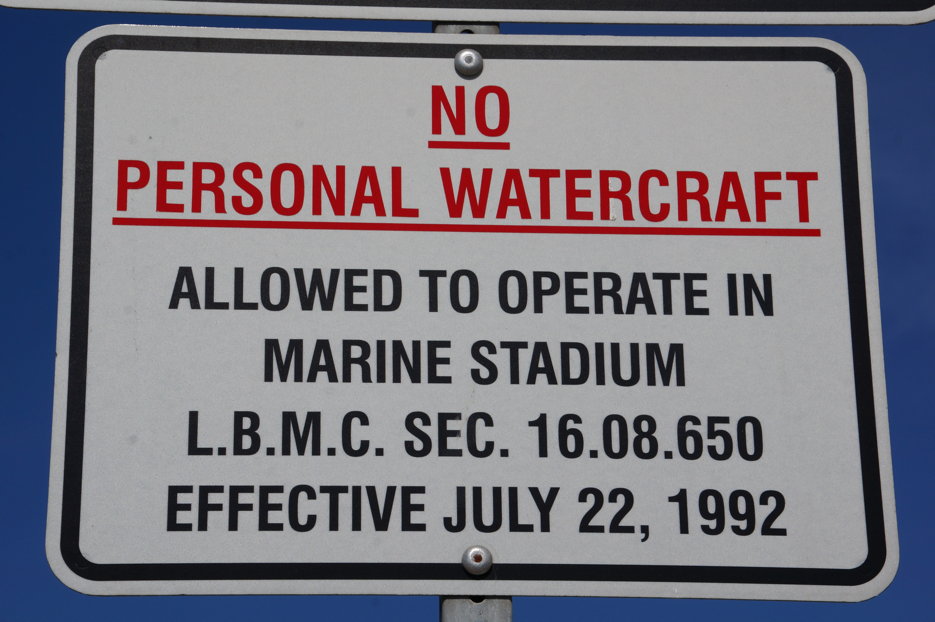 NO
PERSONAL WATERCRAFT
ALLOWED TO OPERATE IN
MARINE STADIUM
L.B.M.C. SEC. 16.08.650
EFFECTIVE JULY 22, 1992